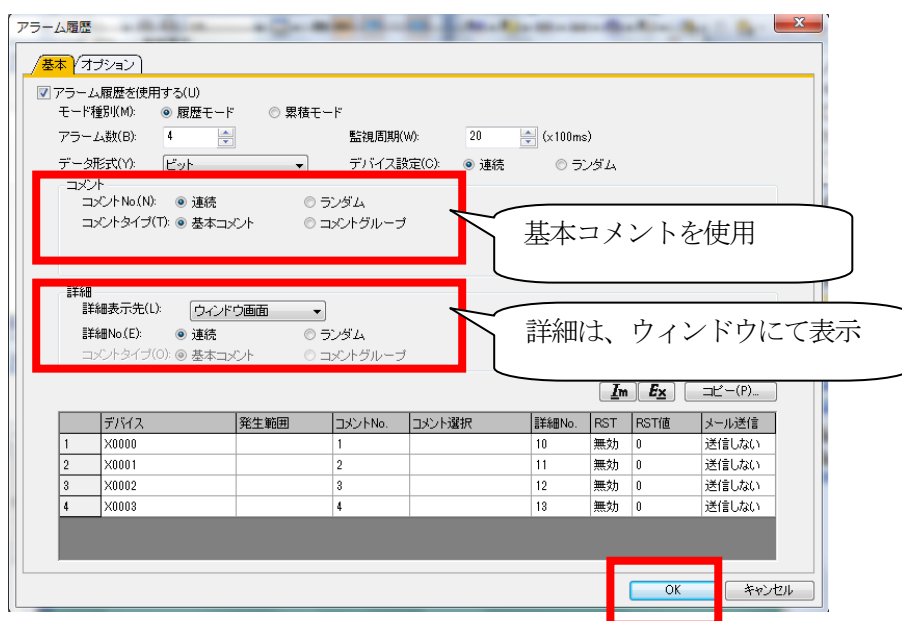 アラーム履歴
基本 オプション
アラーム履歴を使用する(U)
モード種別(M): 履歴モード 累積モード
アラーム数(B): 4 監視周期(W): 20 (x100ms)
データ形式(Y): ビット デバイス設定(C): 連続 ランダム
コメント
コメントNo.(N): 連続 ランダム
コメントタイプ(T): 基本コメント コメントグループ
基本コメントを使用
詳細
詳細表示先(L): ウィンドウ画面
詳細No.(E): 連続 ランダム
コメントタイプ(O): 基本コメント コメントグループ
詳細は、ウィンドウにて表示
Im Ex コピー(P)...
デバイス 発生範囲 コメントNo. コメント選択 詳細No. RST RST値 メール送信
1 X0000 1 10 無効 0 送信しない
2 X0001 2 11 無効 0 送信しない
3 X0002 3 12 無効 0 送信しない
4 X0003 4 13 無効 0 送信しない
OK キャンセル